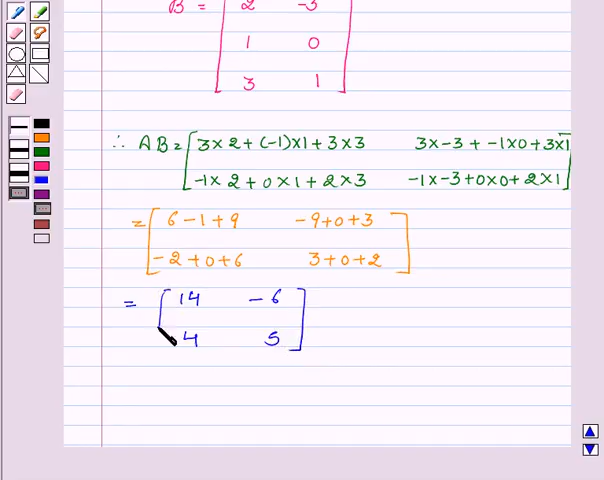 B = [ 2 -3
1 0
3 1 ]
∴ AB = [ 3×2+(-1)×1+3×3 3×-3+-1×0+3×1
-1×2+0×1+2×3 -1×-3+0×0+2×1 ]
= [ 6-1+9 -9+0+3
-2+0+6 3+0+2 ]
= [ 14 -6
4 5 ]